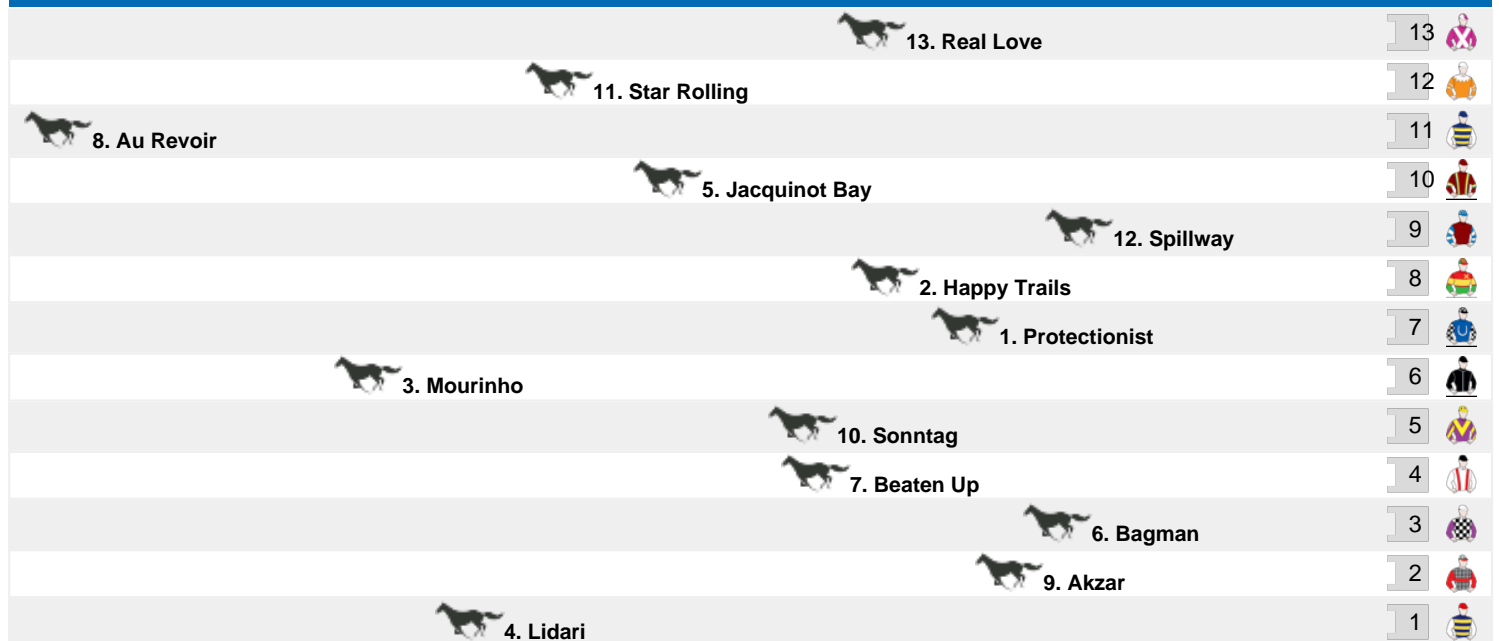 13. Real Love 13
11. Star Rolling 12
8. Au Revoir 11
5. Jacquinot Bay 10
12. Spillway 9
2. Happy Trails 8
1. Protectionist 7
3. Mourinho 6
10. Sonntag 5
7. Beaten Up 4
6. Bagman 3
9. Akzar 2
4. Lidari 1